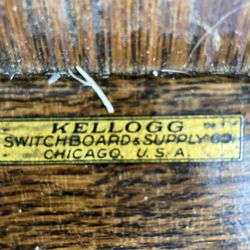 KELLOGG
SWITCHBOARD & SUPPLY CO
CHICAGO, U.S.A.